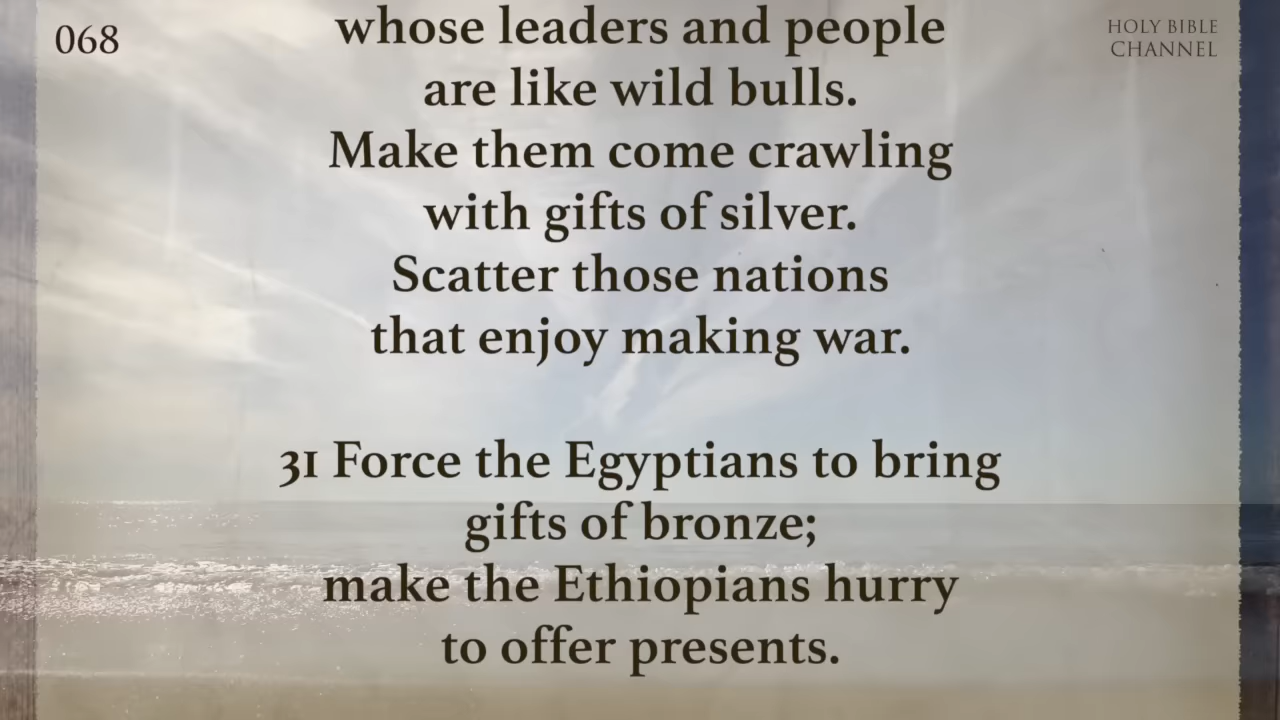 068
HOLY BIBLE
CHANNEL
whose leaders and people
are like wild bulls.
Make them come crawling
with gifts of silver.
Scatter those nations
that enjoy making war.
31 Force the Egyptians to bring
gifts of bronze;
make the Ethiopians hurry
to offer presents.